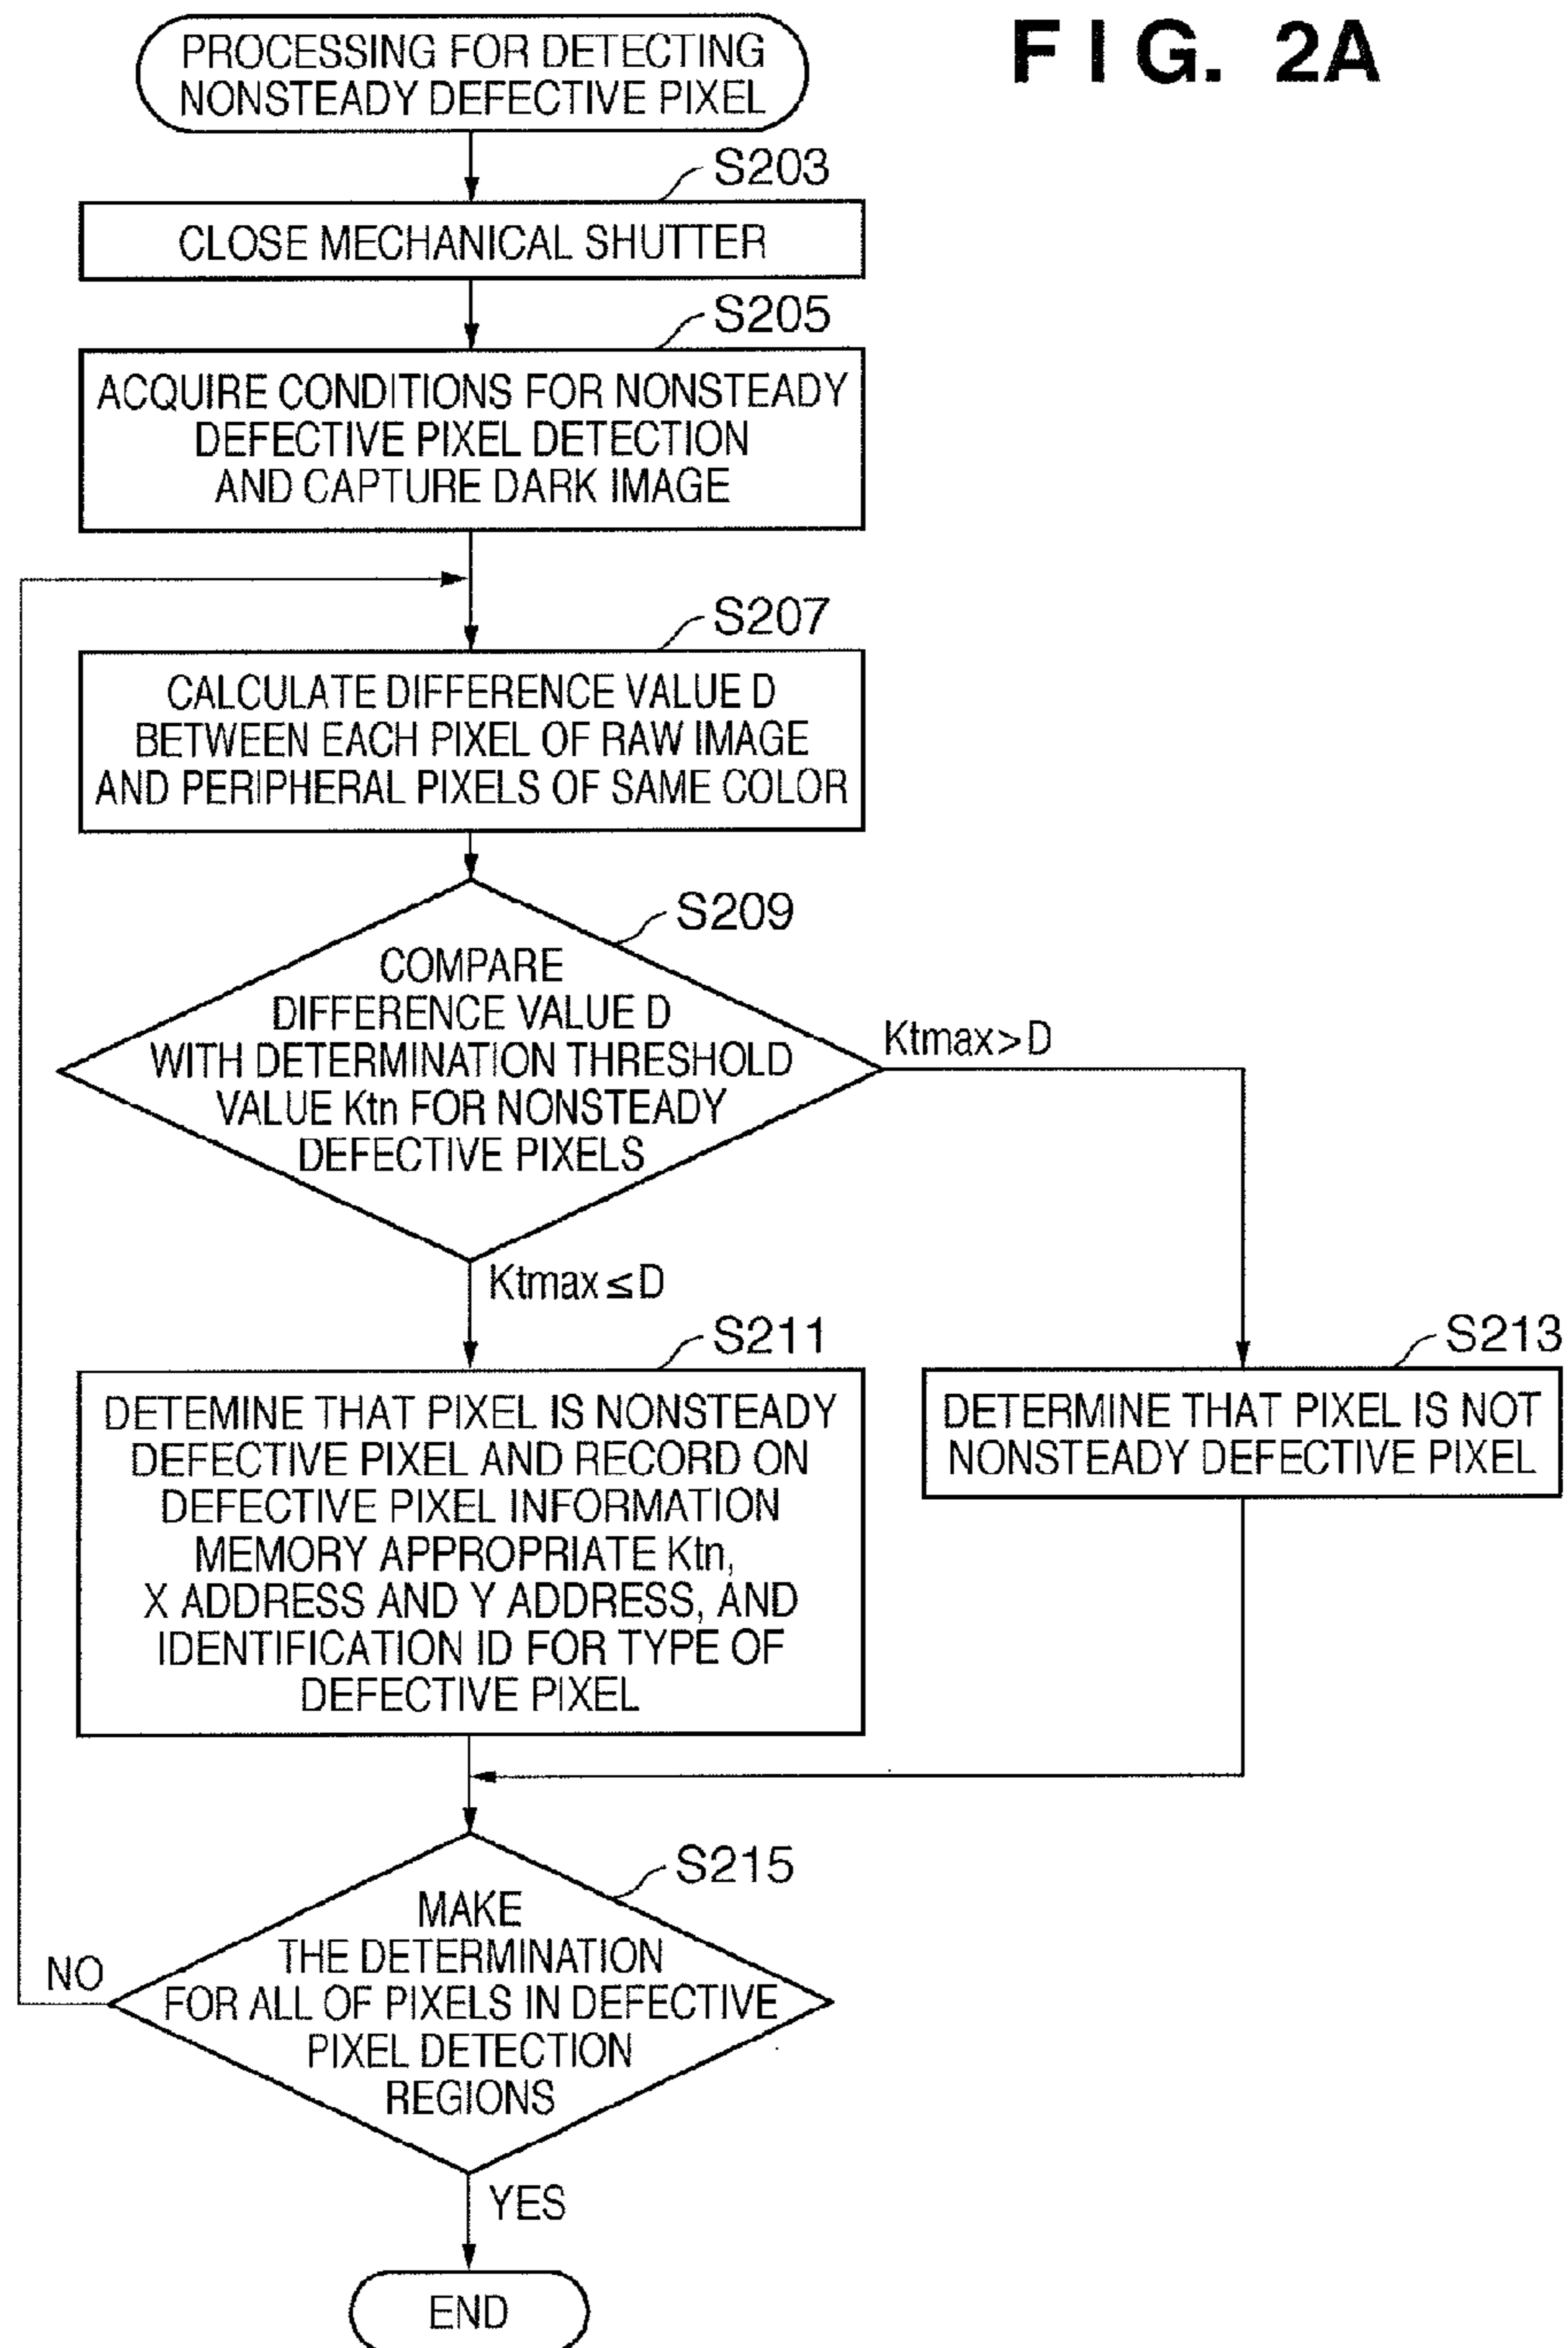 FIG. 2A
PROCESSING FOR DETECTING
NONSTEADY DEFECTIVE PIXEL
S203
CLOSE MECHANICAL SHUTTER
S205
ACQUIRE CONDITIONS FOR NONSTEADY
DEFECTIVE PIXEL DETECTION
AND CAPTURE DARK IMAGE
S207
CALCULATE DIFFERENCE VALUE D
BETWEEN EACH PIXEL OF RAW IMAGE
AND PERIPHERAL PIXELS OF SAME COLOR
S209
COMPARE
DIFFERENCE VALUE D
WITH DETERMINATION THRESHOLD
VALUE Ktn FOR NONSTEADY
DEFECTIVE PIXELS
Ktmax>D
Ktmax≤D
S211
DETEMINE THAT PIXEL IS NONSTEADY
DEFECTIVE PIXEL AND RECORD ON
DEFECTIVE PIXEL INFORMATION
MEMORY APPROPRIATE Ktn,
X ADDRESS AND Y ADDRESS, AND
IDENTIFICATION ID FOR TYPE OF
DEFECTIVE PIXEL
S213
DETERMINE THAT PIXEL IS NOT
NONSTEADY DEFECTIVE PIXEL
S215
MAKE
THE DETERMINATION
FOR ALL OF PIXELS IN DEFECTIVE
PIXEL DETECTION
REGIONS
NO
YES
END